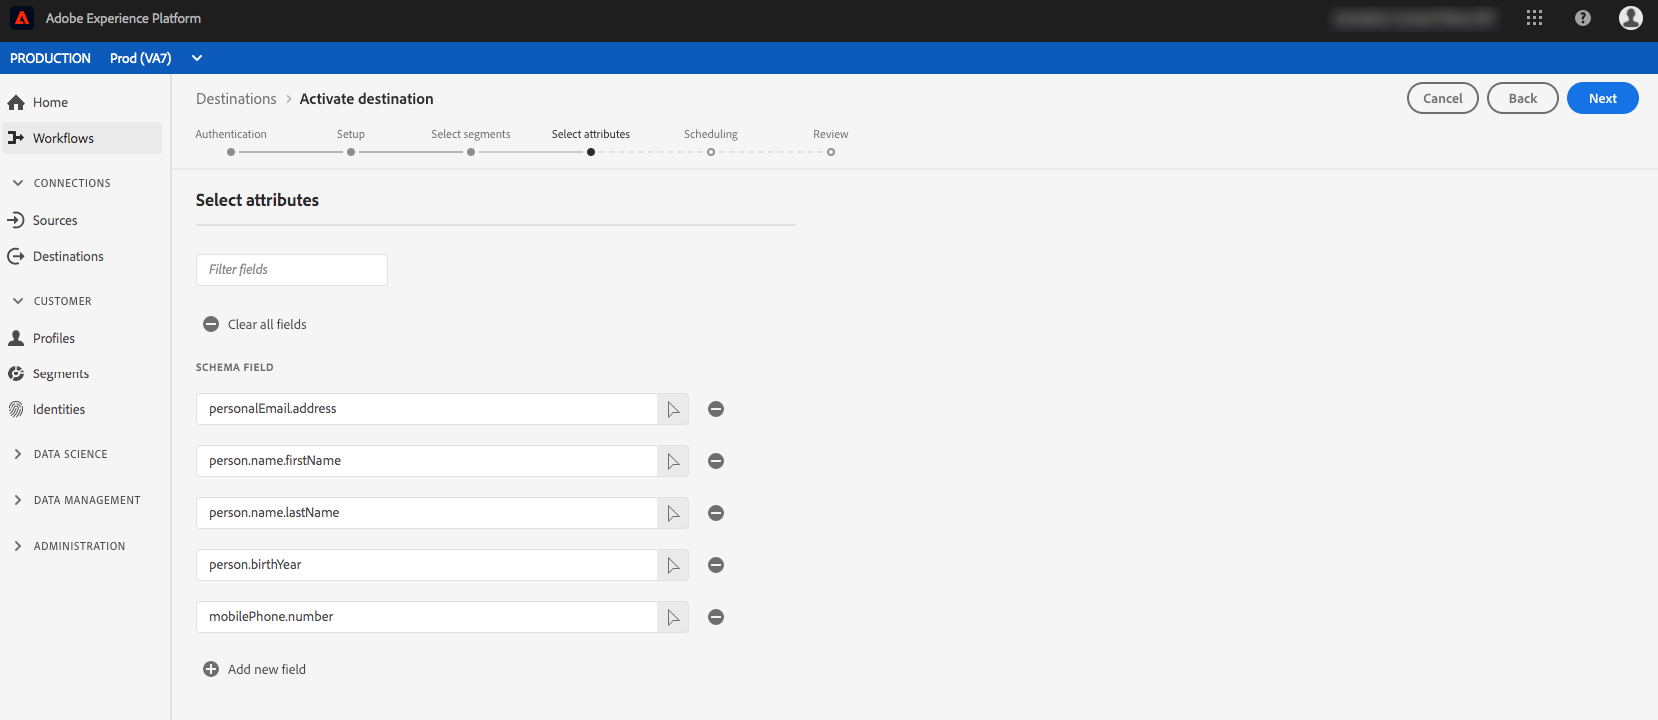 Adobe Experience Platform
PRODUCTION Prod (VA7)
Home
Workflows
CONNECTIONS
Sources
Destinations
CUSTOMER
Profiles
Segments
Identities
DATA SCIENCE
DATA MANAGEMENT
ADMINISTRATION
Destinations > Activate destination
Cancel Back Next
Authentication Setup Select segments Select attributes Scheduling Review
Select attributes
Filter fields
Clear all fields
SCHEMA FIELD
personalEmail.address
person.name.firstName
person.name.lastName
person.birthYear
mobilePhone.number
Add new field